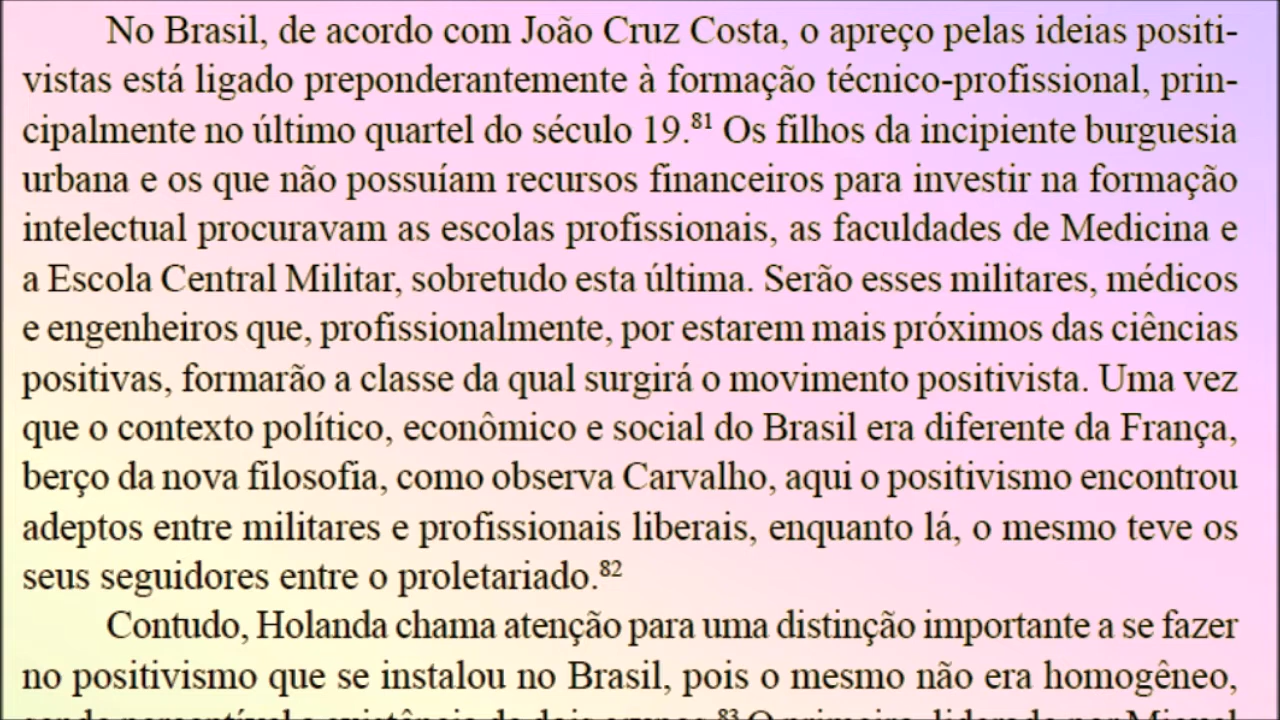 No Brasil, de acordo com João Cruz Costa, o apreço pelas ideias positi-
vistas está ligado preponderantemente à formação técnico-profissional, prin-
cipalmente no último quartel do século 19.⁸¹ Os filhos da incipiente burguesia
urbana e os que não possuíam recursos financeiros para investir na formação
intelectual procuravam as escolas profissionais, as faculdades de Medicina e
a Escola Central Militar, sobretudo esta última. Serão esses militares, médicos
e engenheiros que, profissionalmente, por estarem mais próximos das ciências
positivas, formarão a classe da qual surgirá o movimento positivista. Uma vez
que o contexto político, econômico e social do Brasil era diferente da França,
berço da nova filosofia, como observa Carvalho, aqui o positivismo encontrou
adeptos entre militares e profissionais liberais, enquanto lá, o mesmo teve os
seus seguidores entre o proletariado.⁸²
Contudo, Holanda chama atenção para uma distinção importante a se fazer
no positivismo que se instalou no Brasil, pois o mesmo não era homogêneo,